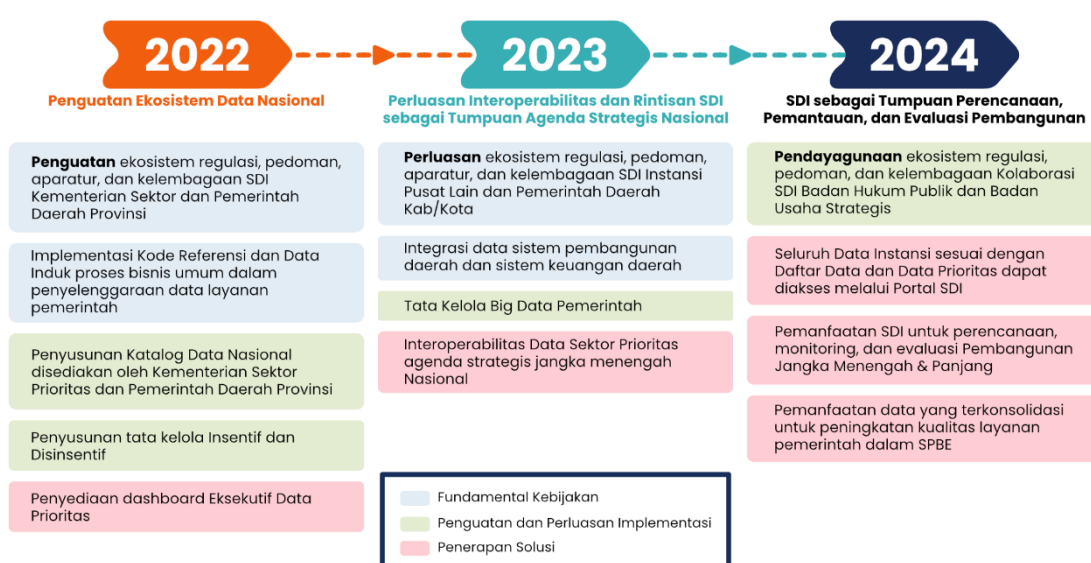 2022
Penguatan Ekosistem Data Nasional
Penguatan ekosistem regulasi, pedoman,
aparatur, dan kelembagaan SDI
Kementerian Sektor dan Pemerintah
Daerah Provinsi
Implementasi Kode Referensi dan Data
Induk proses bisnis umum dalam
penyelenggaraan data layanan
pemerintah
Penyusunan Katalog Data Nasional
disediakan oleh Kementerian Sektor
Prioritas dan Pemerintah Daerah Provinsi
Penyusunan tata kelola Insentif dan
Disinsentif
Penyediaan dashboard Eksekutif Data
Prioritas
2023
Perluasan Interoperabilitas dan Rintisan SDI
sebagai Tumpuan Agenda Strategis Nasional
Perluasan ekosistem regulasi, pedoman,
aparatur, dan kelembagaan SDI Instansi
Pusat Lain dan Pemerintah Daerah
Kab/Kota
Integrasi data sistem pembangunan
daerah dan sistem keuangan daerah
Tata Kelola Big Data Pemerintah
Interoperabilitas Data Sektor Prioritas
agenda strategis jangka menengah
Nasional
2024
SDI sebagai Tumpuan Perencanaan,
Pemantauan, dan Evaluasi Pembangunan
Pendayagunaan ekosistem regulasi,
pedoman, dan kelembagaan Kolaborasi
SDI Badan Hukum Publik dan Badan
Usaha Strategis
Seluruh Data Instansi sesuai dengan
Daftar Data dan Data Prioritas dapat
diakses melalui Portal SDI
Pemanfaatan SDI untuk perencanaan,
monitoring, dan evaluasi Pembangunan
Jangka Menengah & Panjang
Pemanfaatan data yang terkonsolidasi
untuk peningkatan kualitas layanan
pemerintah dalam SPBE
Fundamental Kebijakan
Penguatan dan Perluasan Implementasi
Penerapan Solusi